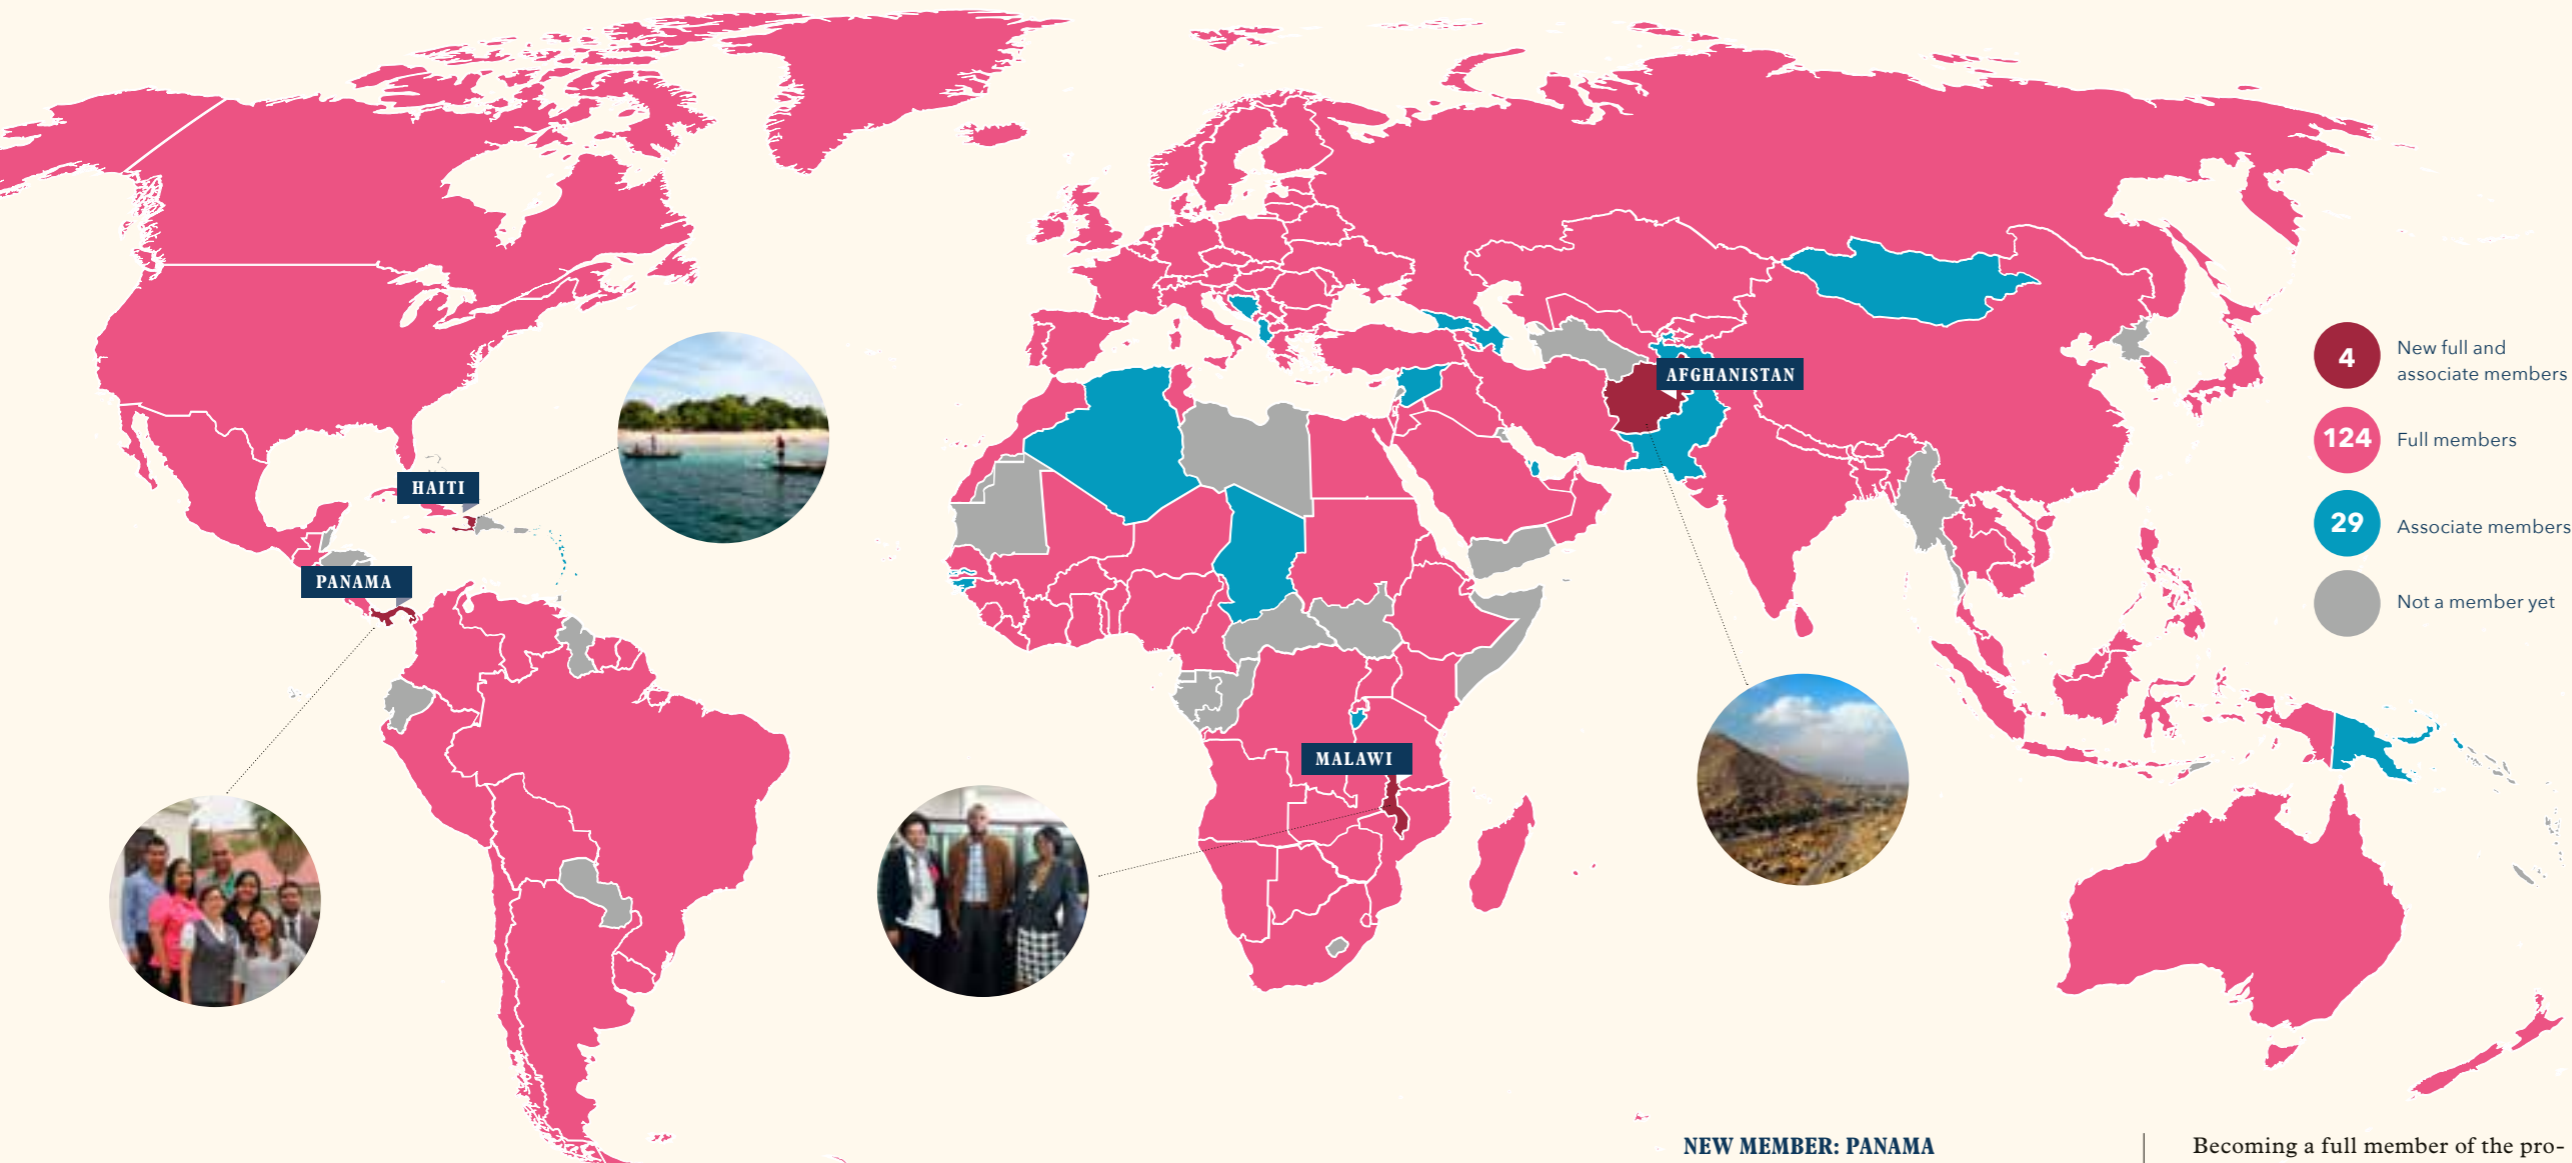 AFGHANISTAN
HAITI
PANAMA
MALAWI
4
New full and
associate members
124
Full members
29
Associate members
Not a member yet
NEW MEMBER: PANAMA
Becoming a full member of the pro-